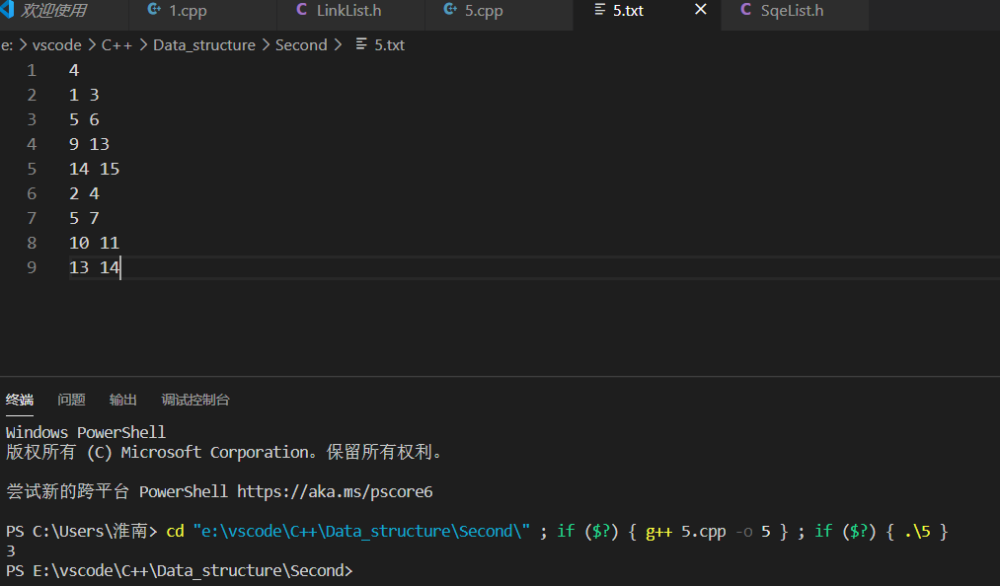 欢迎使用 1.cpp LinkList.h 5.cpp 5.txt SqeList.h
e: > vscode > C++ > Data_structure > Second > 5.txt
1 4
2 1 3
3 5 6
4 9 13
5 14 15
6 2 4
7 5 7
8 10 11
9 13 14
终端 问题 输出 调试控制台
Windows PowerShell
版权所有 (C) Microsoft Corporation。保留所有权利。
尝试新的跨平台 PowerShell https://aka.ms/pscore6
PS C:\Users\淮南> cd "e:\vscode\C++\Data_structure\Second\" ; if ($?) { g++ 5.cpp -o 5 } ; if ($?) { .\5 }
3
PS E:\vscode\C++\Data_structure\Second>